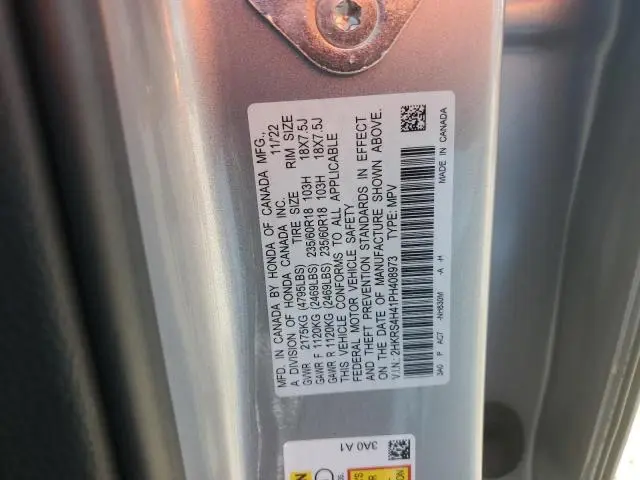 MFD. IN CANADA BY HONDA OF CANADA MFG.,
A DIVISION OF HONDA CANADA INC. 11/22
TIRE SIZE RIM SIZE
GVWR 2175KG (4795LBS)
GAWR F 1120KG (2469LBS) 235/60R18 103H 18X7.5J
GAWR R 1120KG (2469LBS) 235/60R18 103H 18X7.5J
THIS VEHICLE CONFORMS TO ALL APPLICABLE
FEDERAL MOTOR VEHICLE SAFETY
AND THEFT PREVENTION STANDARDS IN EFFECT
ON THE DATE OF MANUFACTURE SHOWN ABOVE.
V.I.N.: 2HKRS4H41PH408973 TYPE: MPV
3A0 P ACT -NH830M -A -H MADE IN CANADA
3A0 A1